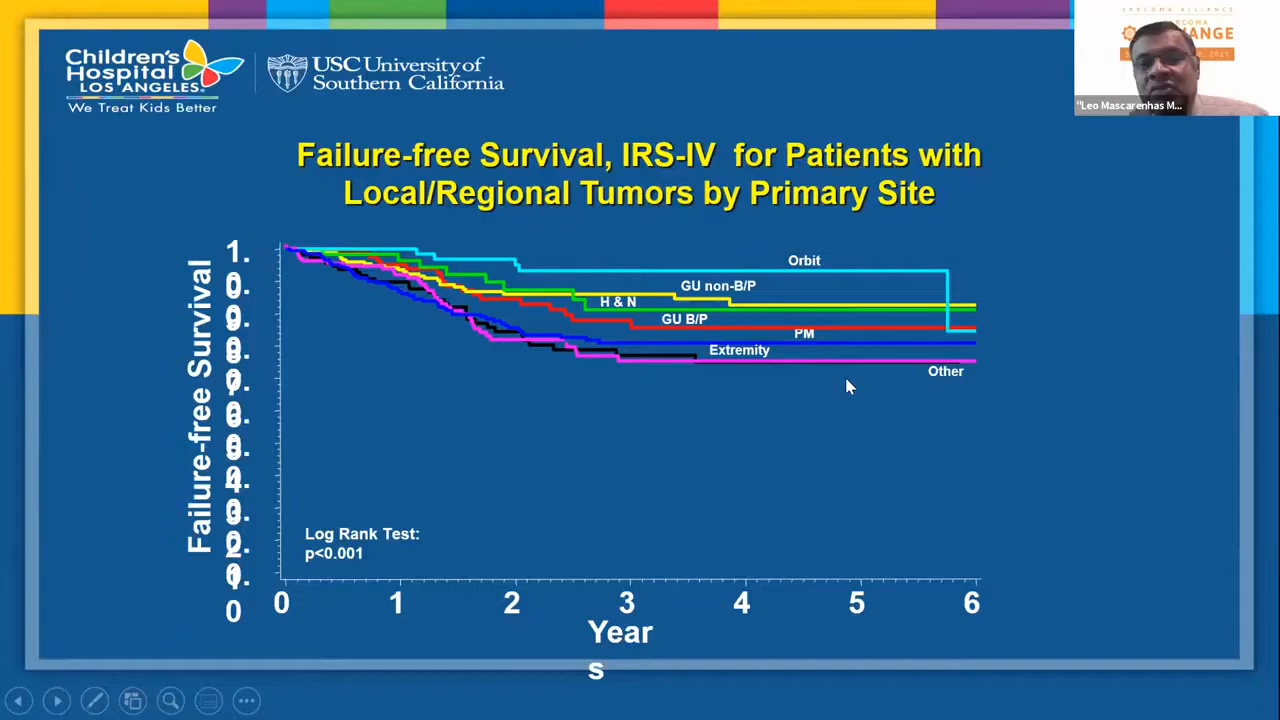 SARCOMA ALLIANCE
"Leo Mascarenhas M...
Children's
Hospital
LOS ANGELES
We Treat Kids Better
USC University of
Southern California
Failure-free Survival, IRS-IV for Patients with
Local/Regional Tumors by Primary Site
Failure-free Survival
Orbit
GU non-B/P
H & N
GU B/P
PM
Extremity
Other
Log Rank Test:
p<0.001
0 1 2 3 4 5 6
Year
s